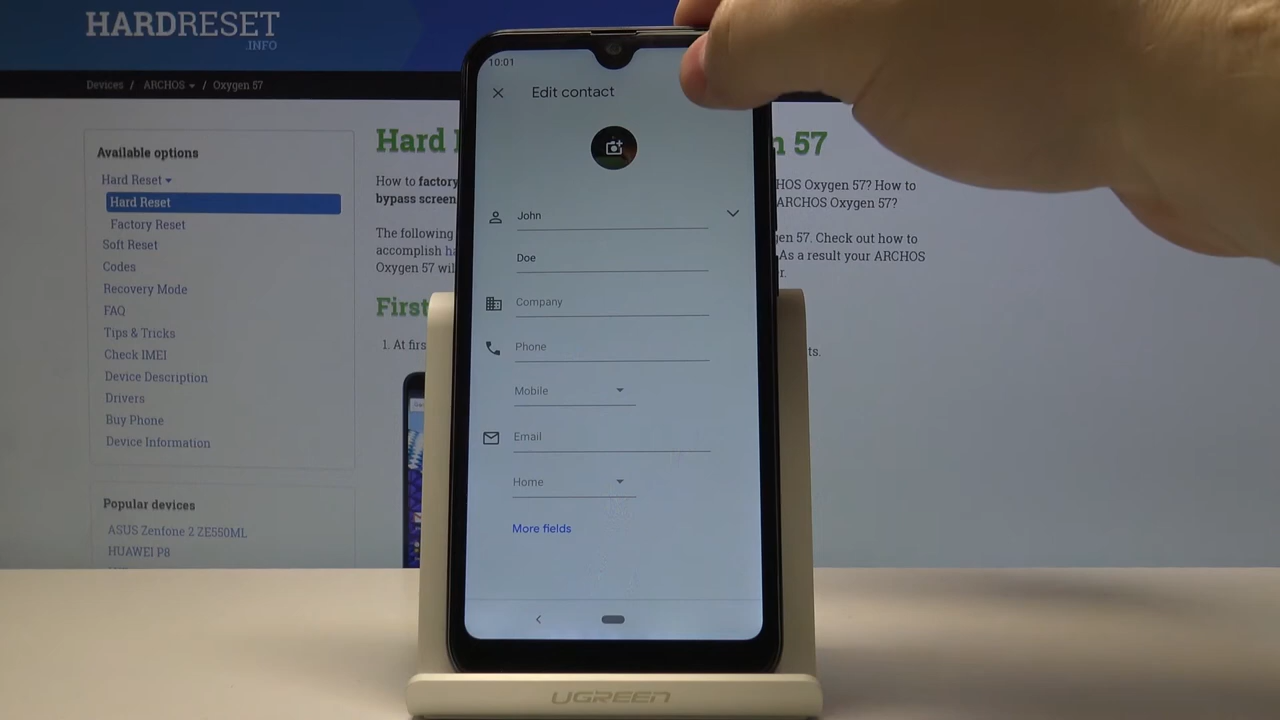 HARDRESET
.INFO
Devices / ARCHOS / Oxygen 57
Available options
Hard Reset
Hard Reset
Factory Reset
Soft Reset
Codes
Recovery Mode
FAQ
Tips & Tricks
Check IMEI
Device Description
Drivers
Buy Phone
Device Information
Popular devices
ASUS Zenfone 2 ZE550ML
HUAWEI P8
Hard 57
How to factory HOS Oxygen 57? How to
bypass screen, ARCHOS Oxygen 57?
The following gen 57. Check out how to
accomplish As a result your ARCHOS
Oxygen 57 wil
First
1. At firs ts.
10:01
Edit contact
John
Doe
Company
Phone
Mobile
Email
Home
More fields
UGREEN